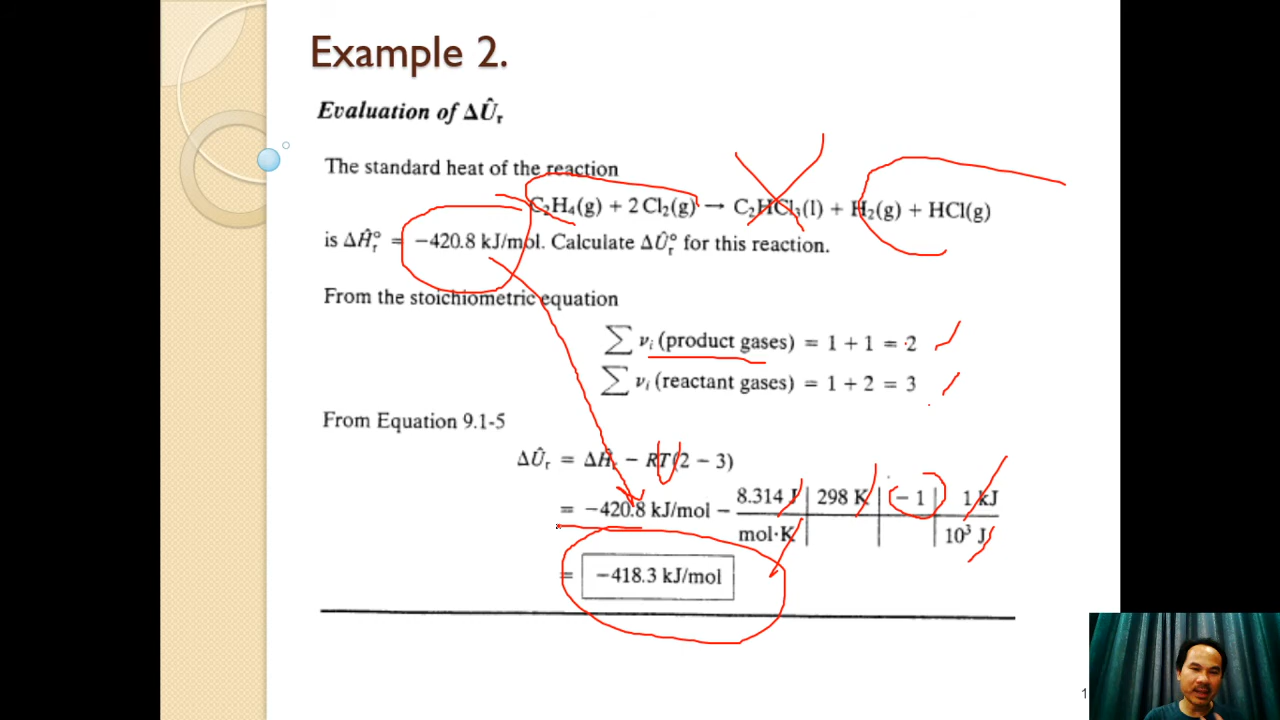 Example 2.
Evaluation of ΔÛᵣ
The standard heat of the reaction
C₂H₄(g) + 2 Cl₂(g) → C₂HCl₃(l) + H₂(g) + HCl(g)
is ΔĤᵣ° = −420.8 kJ/mol. Calculate ΔÛᵣ° for this reaction.
From the stoichiometric equation
∑ νᵢ (product gases) = 1 + 1 = 2
∑ νᵢ (reactant gases) = 1 + 2 = 3
From Equation 9.1-5
ΔÛᵣ = ΔĤᵣ − RT(2 − 3)
= −420.8 kJ/mol − 8.314 J | 298 K | −1 | 1 kJ
mol·K | | | 10³ J
= −418.3 kJ/mol
1